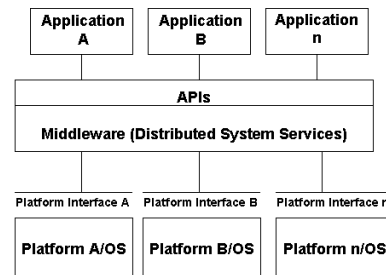 Application Application Application
A B n
APIs
Middleware (Distributed System Services)
Platform Interface A Platform Interface B Platform Interface n
Platform A/OS Platform B/OS Platform n/OS